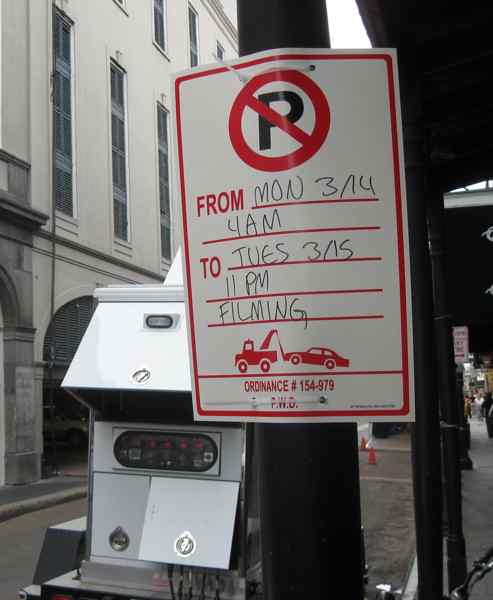 P
FROM MON 3/14
4AM
TO TUES 3/15
11 PM
FILMING
ORDINANCE # 154-979
P.W.D.